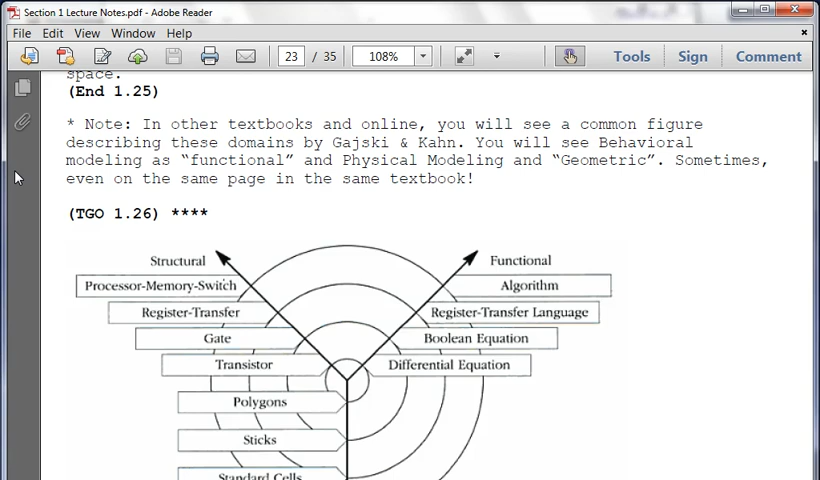 Section 1 Lecture Notes.pdf - Adobe Reader
File Edit View Window Help
23 / 35 108% Tools Sign Comment
space.
(End 1.25)
* Note: In other textbooks and online, you will see a common figure
describing these domains by Gajski & Kahn. You will see Behavioral
modeling as “functional” and Physical Modeling and “Geometric”. Sometimes,
even on the same page in the same textbook!
(TGO 1.26) ****
Structural Functional
Processor-Memory-Switch Algorithm
Register-Transfer Register-Transfer Language
Gate Boolean Equation
Transistor Differential Equation
Polygons
Sticks
Standard Cells